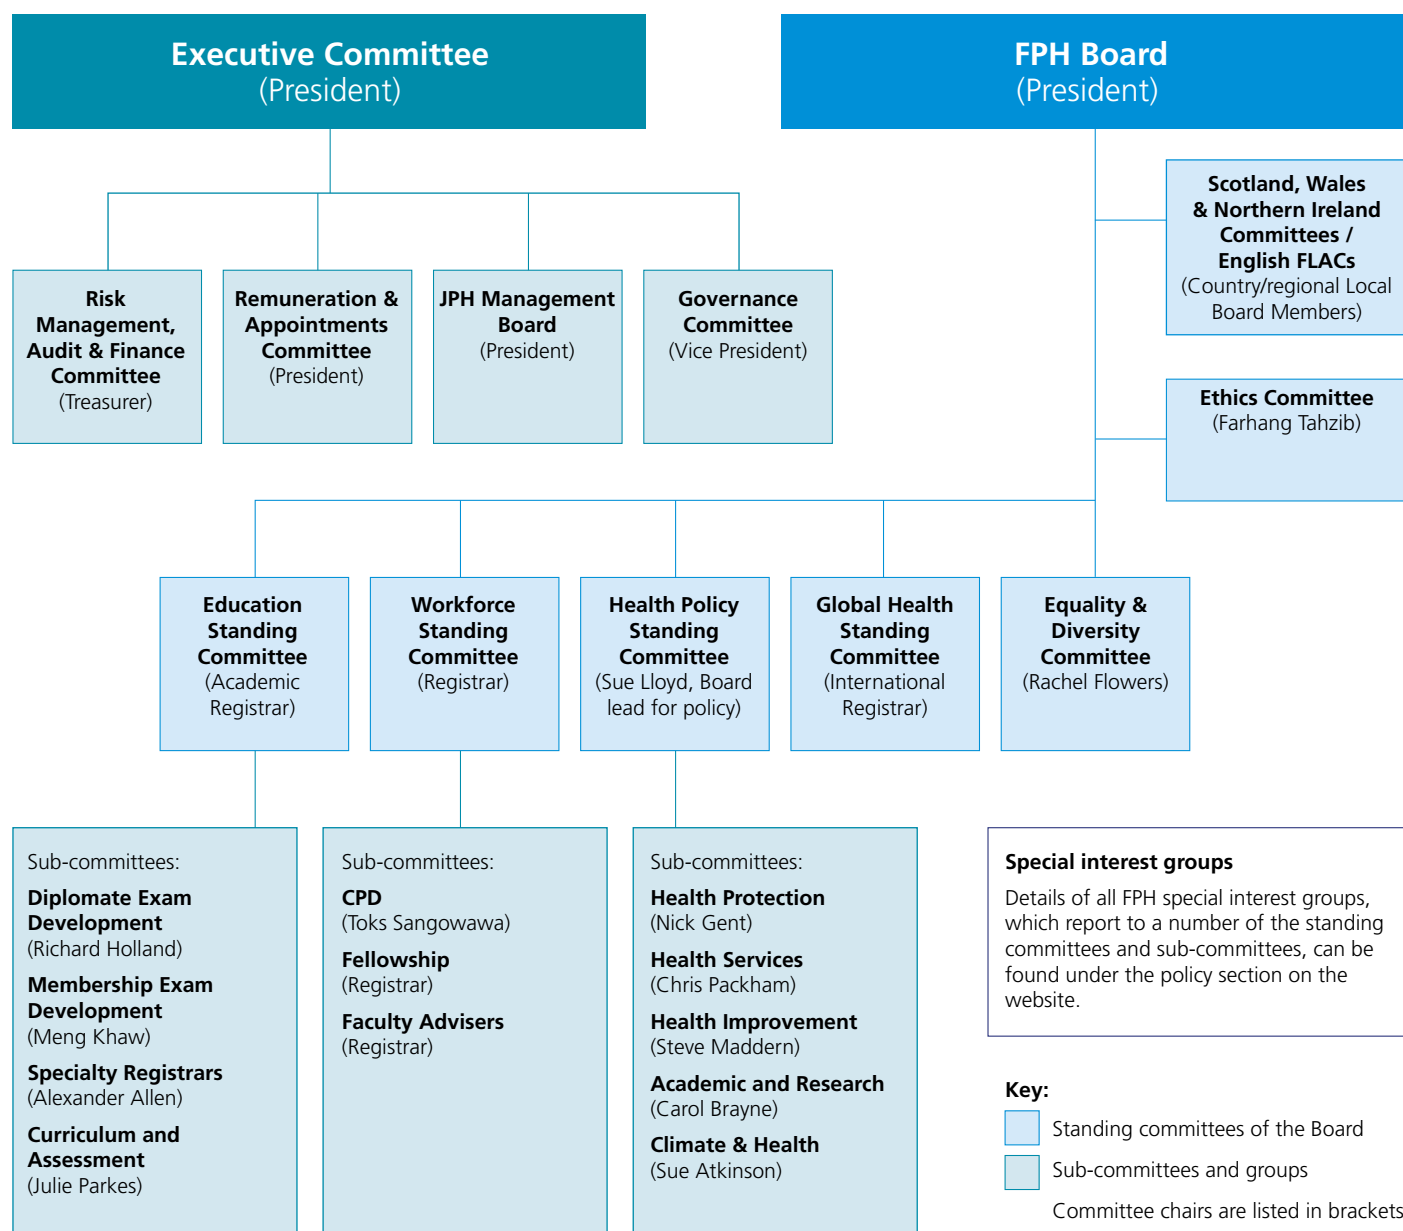 Executive Committee
(President)
FPH Board
(President)
Scotland, Wales
& Northern Ireland
Committees /
English FLACs
(Country/regional Local
Board Members)
Risk
Management,
Audit & Finance
Committee
(Treasurer)
Remuneration &
Appointments
Committee
(President)
JPH Management
Board
(President)
Governance
Committee
(Vice President)
Ethics Committee
(Farhang Tahzib)
Education
Standing
Committee
(Academic
Registrar)
Workforce
Standing
Committee
(Registrar)
Health Policy
Standing
Committee
(Sue Lloyd, Board
lead for policy)
Global Health
Standing
Committee
(International
Registrar)
Equality &
Diversity
Committee
(Rachel Flowers)
Sub-committees:
Diplomate Exam
Development
(Richard Holland)
Membership Exam
Development
(Meng Khaw)
Specialty Registrars
(Alexander Allen)
Curriculum and
Assessment
(Julie Parkes)
Sub-committees:
CPD
(Toks Sangowawa)
Fellowship
(Registrar)
Faculty Advisers
(Registrar)
Sub-committees:
Health Protection
(Nick Gent)
Health Services
(Chris Packham)
Health Improvement
(Steve Maddern)
Academic and Research
(Carol Brayne)
Climate & Health
(Sue Atkinson)
Special interest groups
Details of all FPH special interest groups,
which report to a number of the standing
committees and sub-committees, can be
found under the policy section on the
website.
Key:
Standing committees of the Board
Sub-committees and groups
Committee chairs are listed in brackets